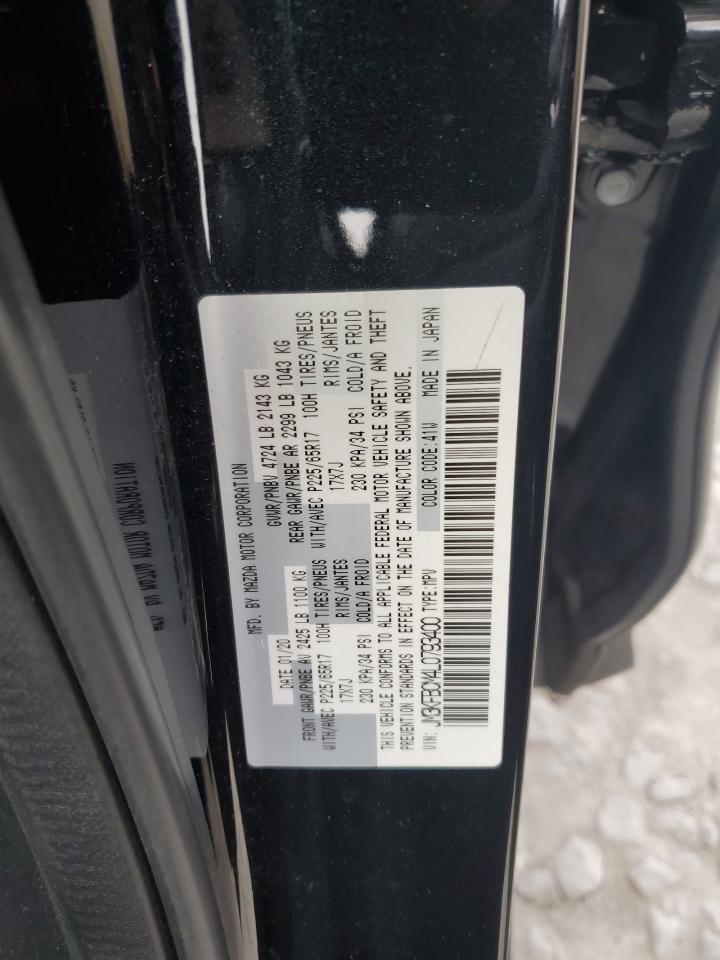 MFD. BY MAZDA MOTOR CORPORATION
DATE 01/20 GVWR/PNBV 4724 LB 2143 KG
FRONT GAWR/PNBE AV 2425 LB 1100 KG REAR GAWR/PNBE AR 2299 LB 1043 KG
WITH/AVEC P225/65R17 100H TIRES/PNEUS WITH/AVEC P225/65R17 100H TIRES/PNEUS
17X7J RIMS/JANTES 17X7J RIMS/JANTES
230 KPA/34 PSI COLD/A FROID 230 KPA/34 PSI COLD/A FROID
THIS VEHICLE CONFORMS TO ALL APPLICABLE FEDERAL MOTOR VEHICLE SAFETY AND THEFT
PREVENTION STANDARDS IN EFFECT ON THE DATE OF MANUFACTURE SHOWN ABOVE.
VIN: JM3KFBCM4L0793400 TYPE:MPV COLOR CODE:41W MADE IN JAPAN